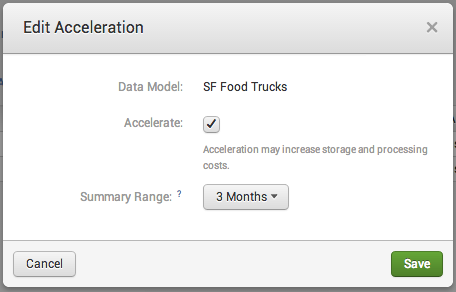 Edit Acceleration ×
Data Model: SF Food Trucks
Accelerate:
Acceleration may increase storage and processing
costs.
Summary Range: ? 3 Months
Cancel Save